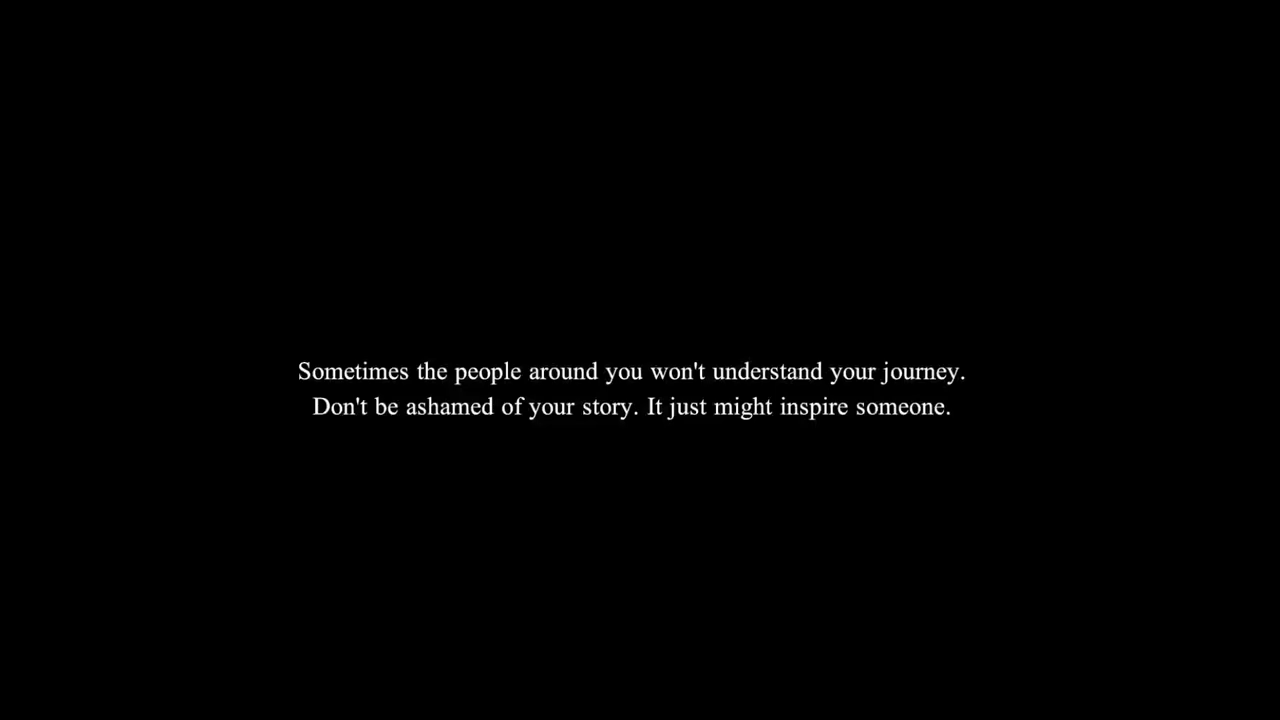 Sometimes the people around you won't understand your journey.
Don't be ashamed of your story. It just might inspire someone.